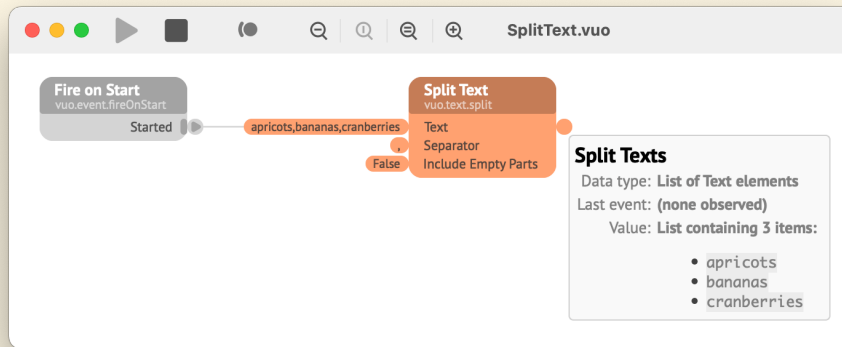 SplitText.vuo
Fire on Start
vuo.event.fireOnStart
Started
apricots,bananas,cranberries
,
False
Split Text
vuo.text.split
Text
Separator
Include Empty Parts
Split Texts
Data type: List of Text elements
Last event: (none observed)
Value: List containing 3 items:
• apricots
• bananas
• cranberries